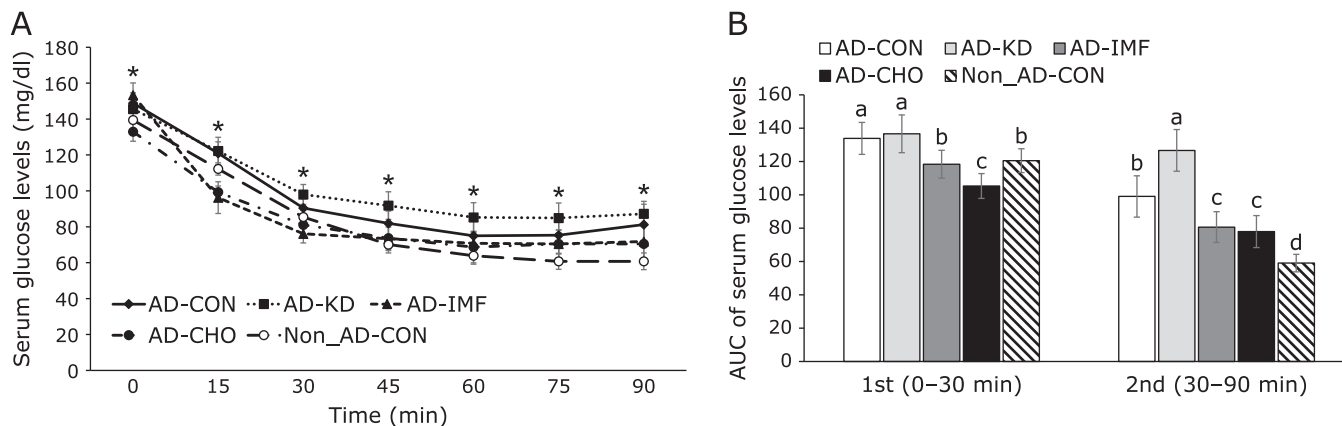 A
Serum glucose levels (mg/dl)
180
160
140
120
100
80
60
40
20
0
* * * * * * *
AD-CON AD-KD AD-IMF
AD-CHO Non_AD-CON
0 15 30 45 60 75 90
Time (min)
B
AD-CON AD-KD AD-IMF
AD-CHO Non_AD-CON
AUC of serum glucose levels
160
140
120
100
80
60
40
20
0
a a b c b
b a c c d
1st (0–30 min) 2nd (30–90 min)